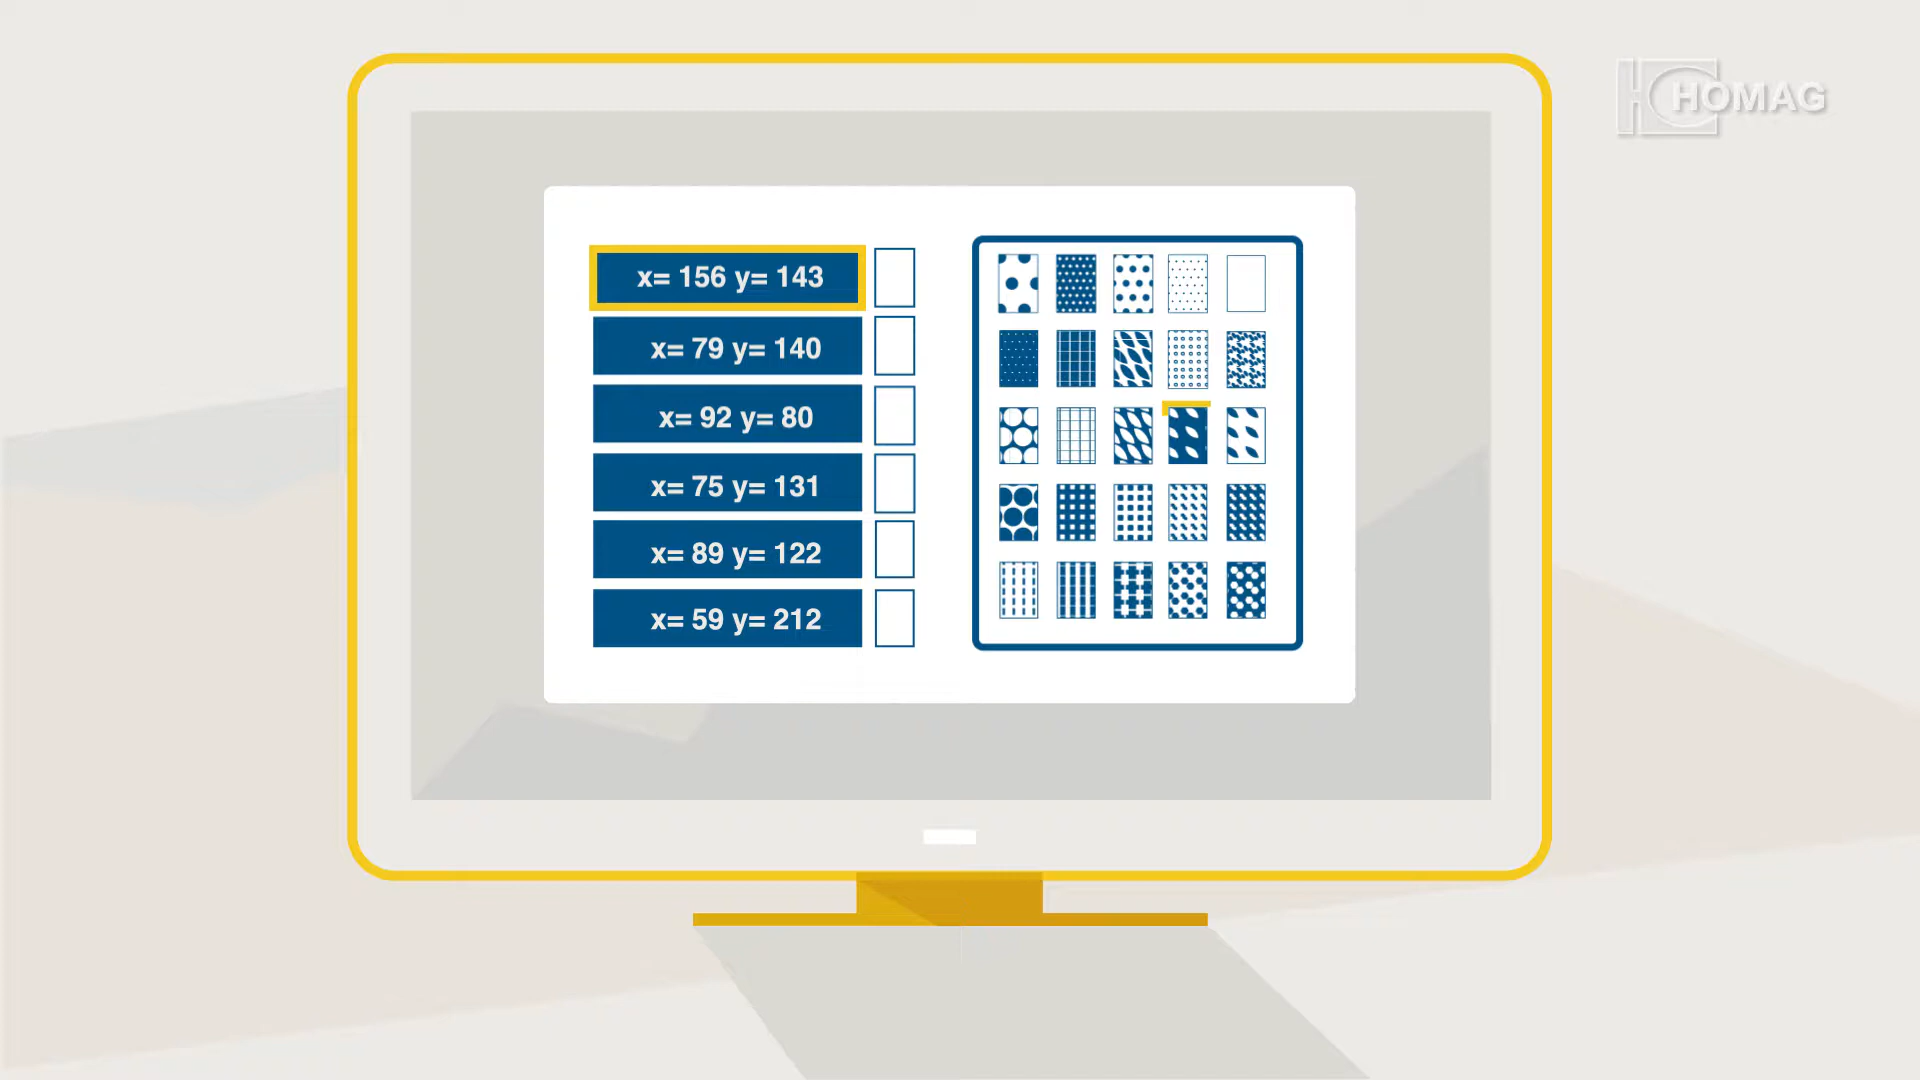 HOMAG
x= 156 y= 143
x= 79 y= 140
x= 92 y= 80
x= 75 y= 131
x= 89 y= 122
x= 59 y= 212